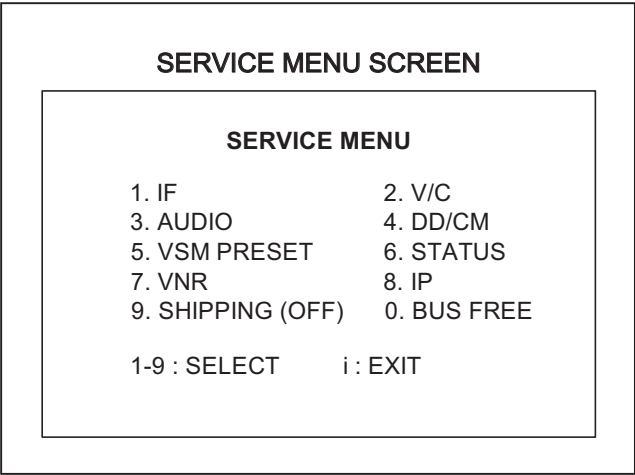 SERVICE MENU SCREEN
SERVICE MENU
1. IF 2. V/C
3. AUDIO 4. DD/CM
5. VSM PRESET 6. STATUS
7. VNR 8. IP
9. SHIPPING (OFF) 0. BUS FREE
1-9 : SELECT i : EXIT